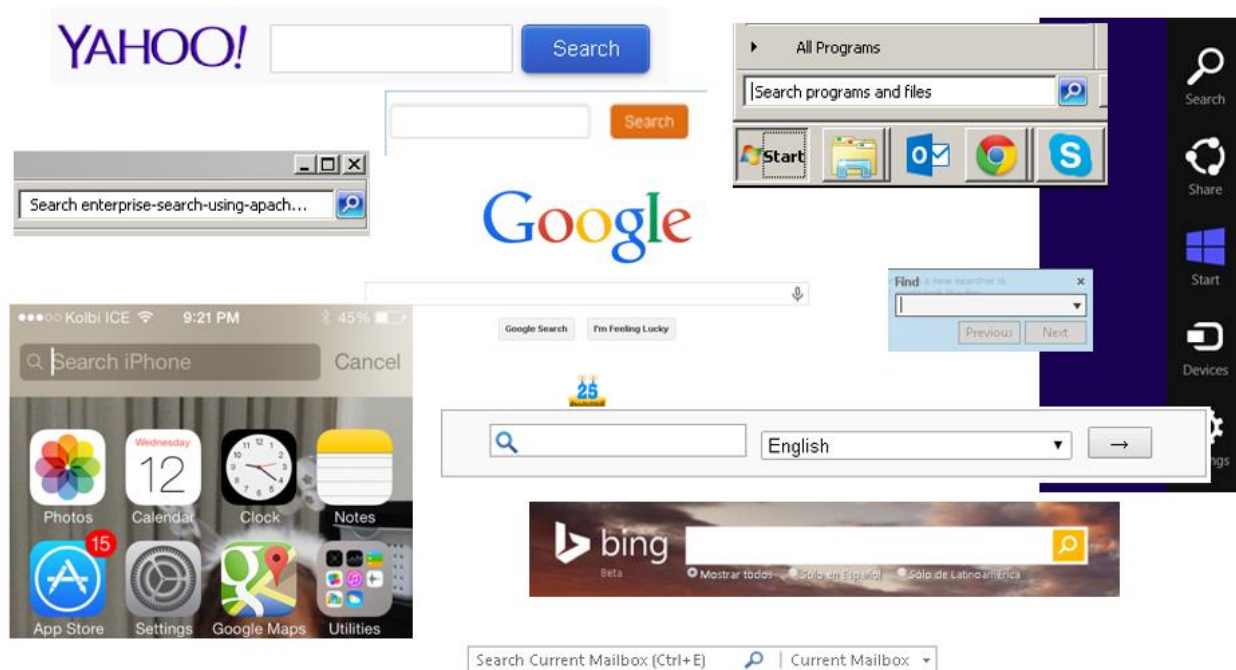 YAHOO!
Search
Search
All Programs
Search programs and files
Start
Search
Share
Start
Devices
Search enterprise-search-using-apach...
Google
Google Search
I'm Feeling Lucky
25
Find
Previous
Next
Kolbi ICE
9:21 PM
45%
Search iPhone
Cancel
Wednesday
12
Photos
Calendar
Clock
Notes
15
App Store
Settings
Google Maps
Utilities
English
bing
Beta
Mostrar todos
Sólo en Español
Sólo de Latinoamérica
Search Current Mailbox (Ctrl+E)
Current Mailbox